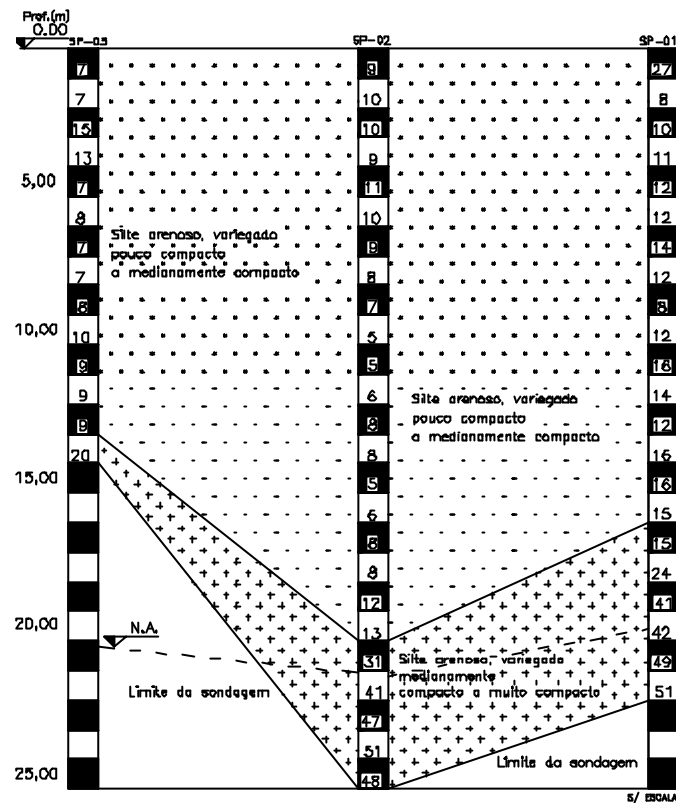 Prof.(m)
0.00
SP-03 SP-02 SP-01
7 9 27
7 10 8
15 10 10
13 9 11
5,00 7 11 12
8 10 12
Silte arenoso, variegado
7 9 14
pouco compacto
a medianamente compacto
7 8 12
8 7 8
10,00 10 5 12
9 5 16
9 6 14
Silte arenoso, variegado
pouco compacto
9 8 12
a medianamente compacto
20 8 16
15,00 5 16
6 15
8 15
8 24
12 41
20,00 13 42
N.A.
31 49
Silte arenoso, variegado
medianamente
compacto a muito compacto
Limite da sondagem
41 51
47
51
Limite da sondagem
25,00 48
S/ ESCALA